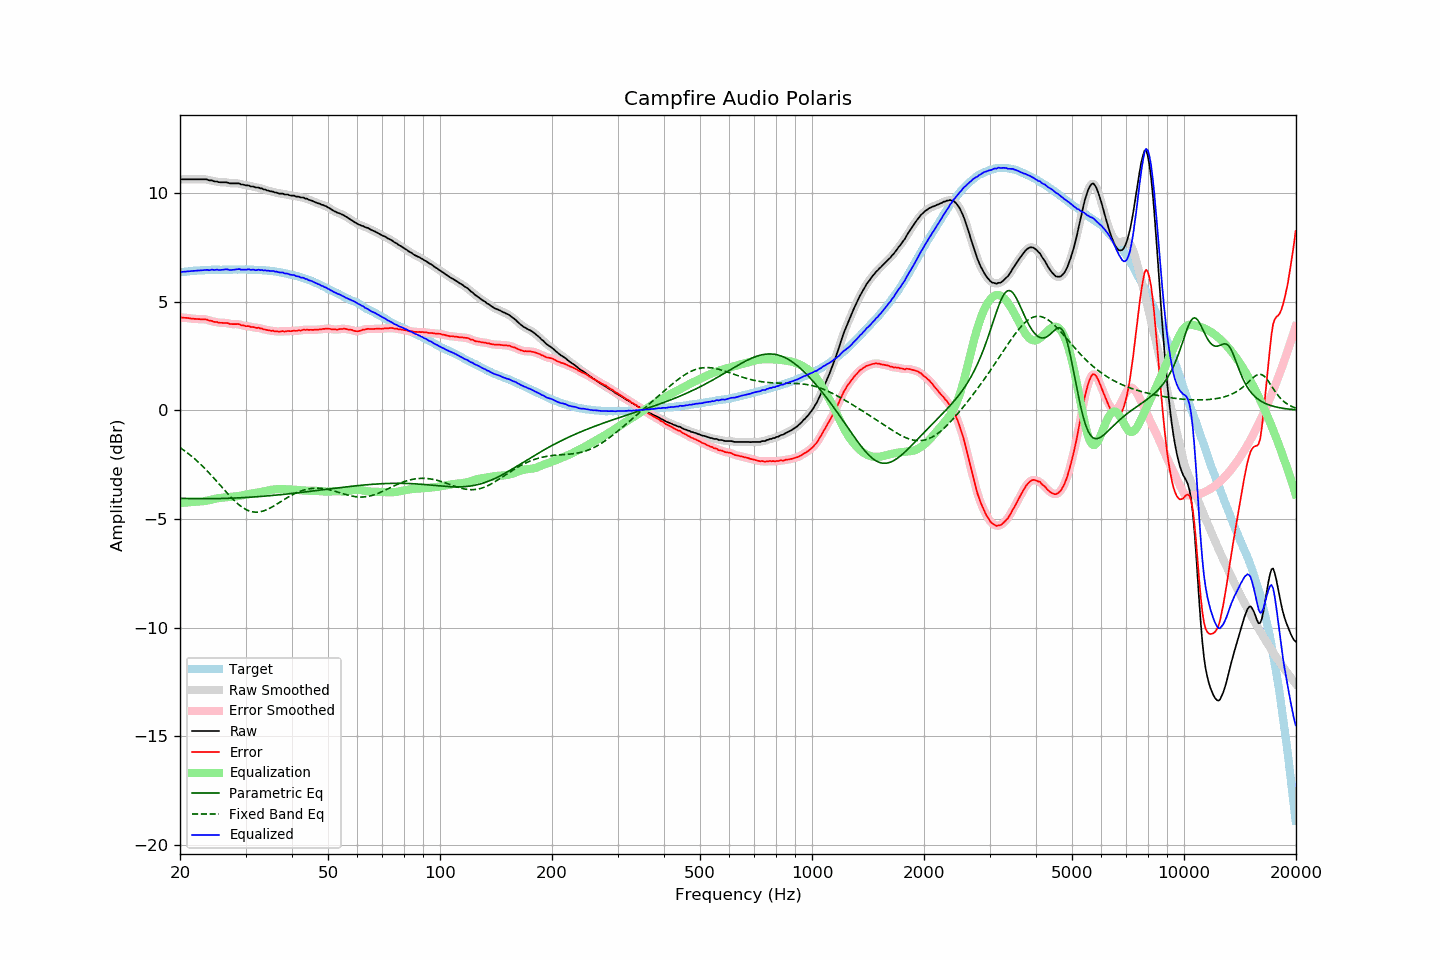 Campfire Audio Polaris
Amplitude (dBr)
10
5
0
−5
−10
−15
−20
Target
Raw Smoothed
Error Smoothed
Raw
Error
Equalization
Parametric Eq
Fixed Band Eq
Equalized
20 50 100 200 500 1000 2000 5000 10000 20000
Frequency (Hz)